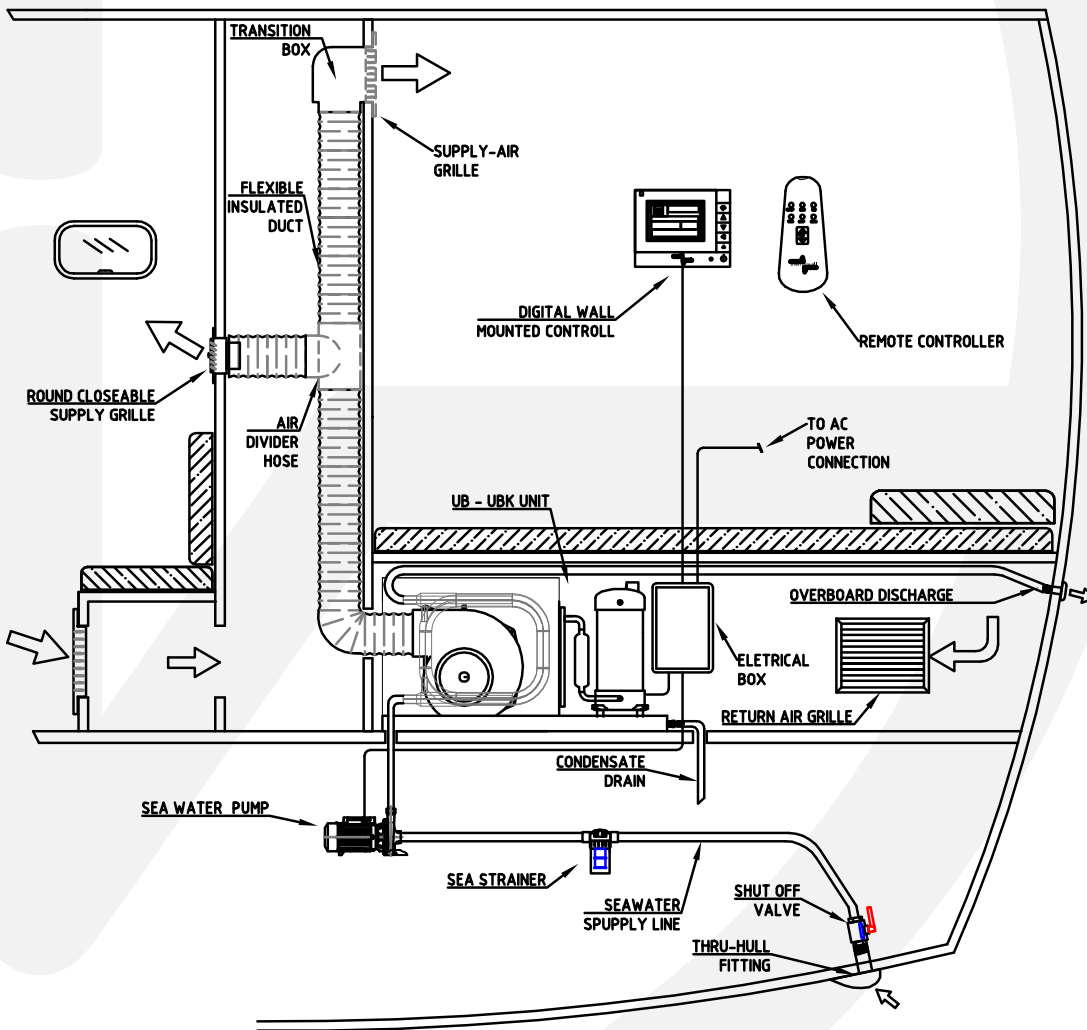 TRANSITION
BOX
SUPPLY-AIR
GRILLE
FLEXIBLE
INSULATED
DUCT
DIGITAL WALL
MOUNTED CONTROLL
REMOTE CONTROLLER
ROUND CLOSEABLE
SUPPLY GRILLE
AIR
DIVIDER
HOSE
TO AC
POWER
CONNECTION
UB - UBK UNIT
OVERBOARD DISCHARGE
ELETRICAL
BOX
RETURN AIR GRILLE
CONDENSATE
DRAIN
SEA WATER PUMP
SEA STRAINER
SEAWATER
SPUPPLY LINE
SHUT OFF
VALVE
THRU-HULL
FITTING